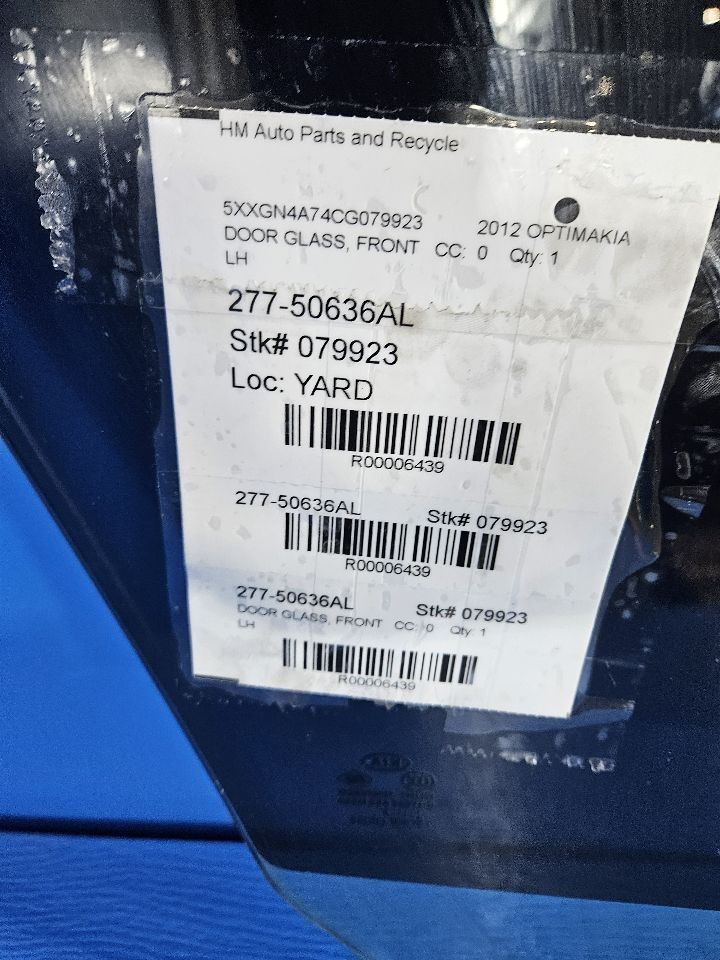 HM Auto Parts and Recycle
5XXGN4A74CG079923 2012 OPTIMAKIA
DOOR GLASS, FRONT CC: 0 Qty: 1
LH
277-50636AL
Stk# 079923
Loc: YARD
R00006439
277-50636AL Stk# 079923
R00006439
277-50636AL Stk# 079923
DOOR GLASS, FRONT CC: 0 Qty: 1
LH
R00006439
KIA